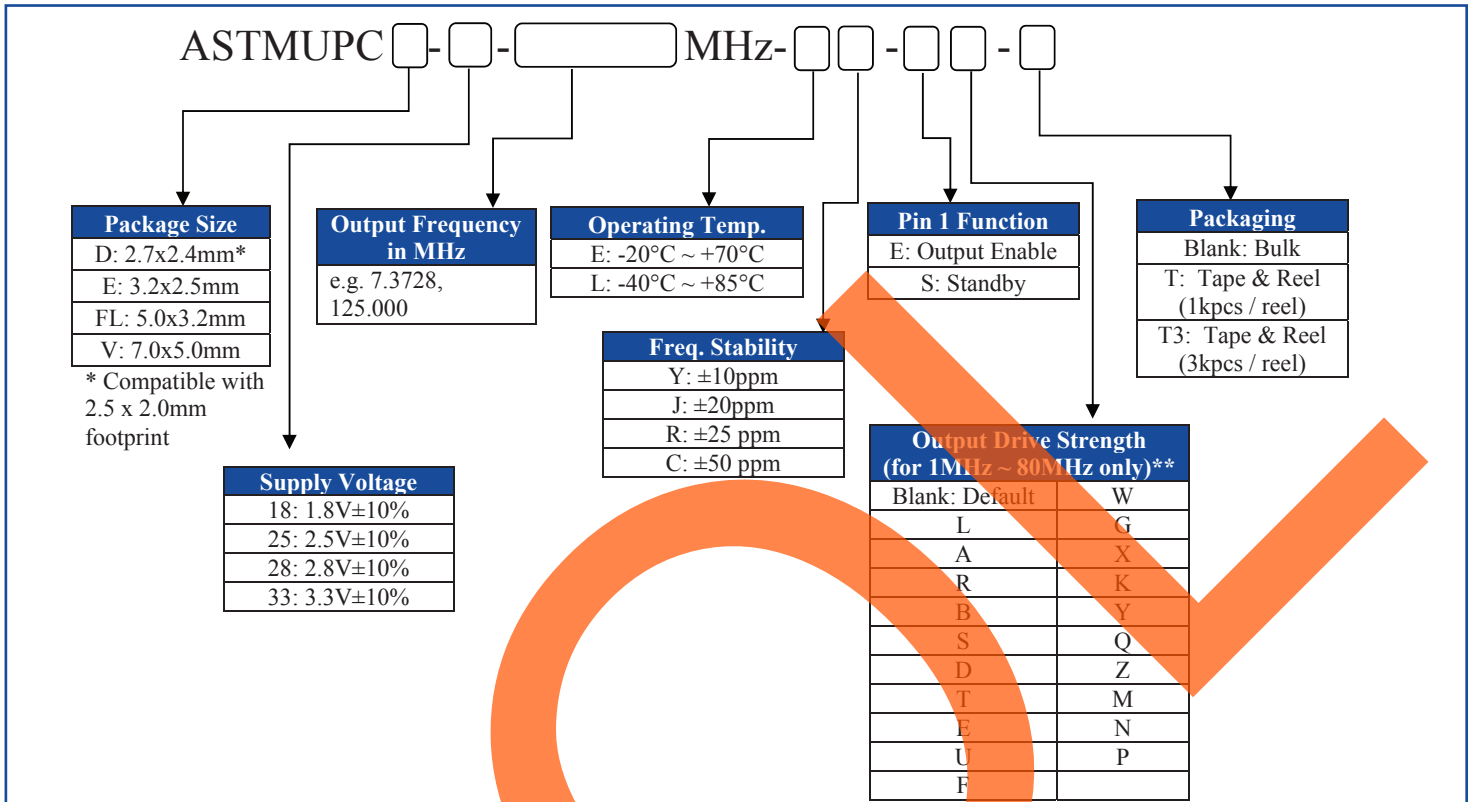 ASTMUPC - - MHz- - -
Package Size
D: 2.7x2.4mm*
E: 3.2x2.5mm
FL: 5.0x3.2mm
V: 7.0x5.0mm
* Compatible with
2.5 x 2.0mm
footprint
Supply Voltage
18: 1.8V±10%
25: 2.5V±10%
28: 2.8V±10%
33: 3.3V±10%
Output Frequency
in MHz
e.g. 7.3728,
125.000
Operating Temp.
E: -20°C ~ +70°C
L: -40°C ~ +85°C
Freq. Stability
Y: ±10ppm
J: ±20ppm
R: ±25 ppm
C: ±50 ppm
Pin 1 Function
E: Output Enable
S: Standby
Output Drive Strength
(for 1MHz ~ 80MHz only)**
Blank: Default W
L G
A X
R K
B Y
S Q
D Z
T M
E N
U P
F
Packaging
Blank: Bulk
T: Tape & Reel
(1kpcs / reel)
T3: Tape & Reel
(3kpcs / reel)